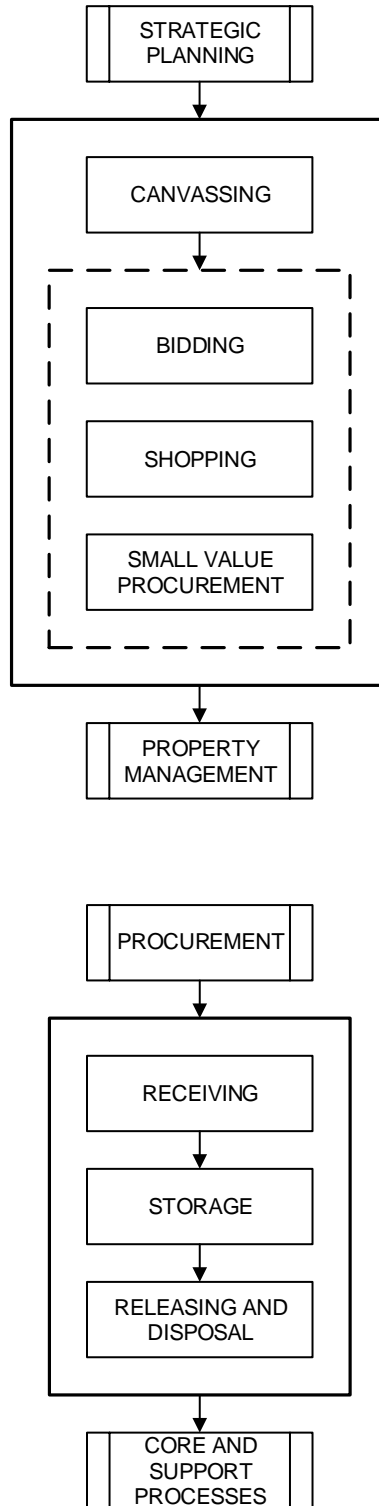 STRATEGIC
PLANNING
CANVASSING
BIDDING
SHOPPING
SMALL VALUE
PROCUREMENT
PROPERTY
MANAGEMENT
PROCUREMENT
RECEIVING
STORAGE
RELEASING AND
DISPOSAL
CORE AND
SUPPORT
PROCESSES